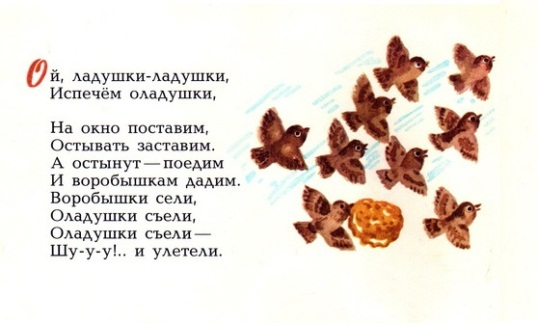 Ой, ладушки-ладушки,
Испечём оладушки,
На окно поставим,
Остывать заставим.
А остынут — поедим
И воробышкам дадим.
Воробышки сели,
Оладушки съели,
Оладушки съели —
Шу-у-у!.. и улетели.